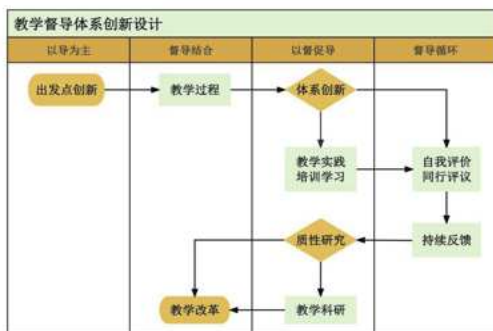 教学督导体系创新设计
以导为主
督导结合
以督促导
督导循环
出发点创新
教学过程
体系创新
教学实践
培训学习
自我评价
同行评议
质性研究
持续反馈
教学改革
教学科研